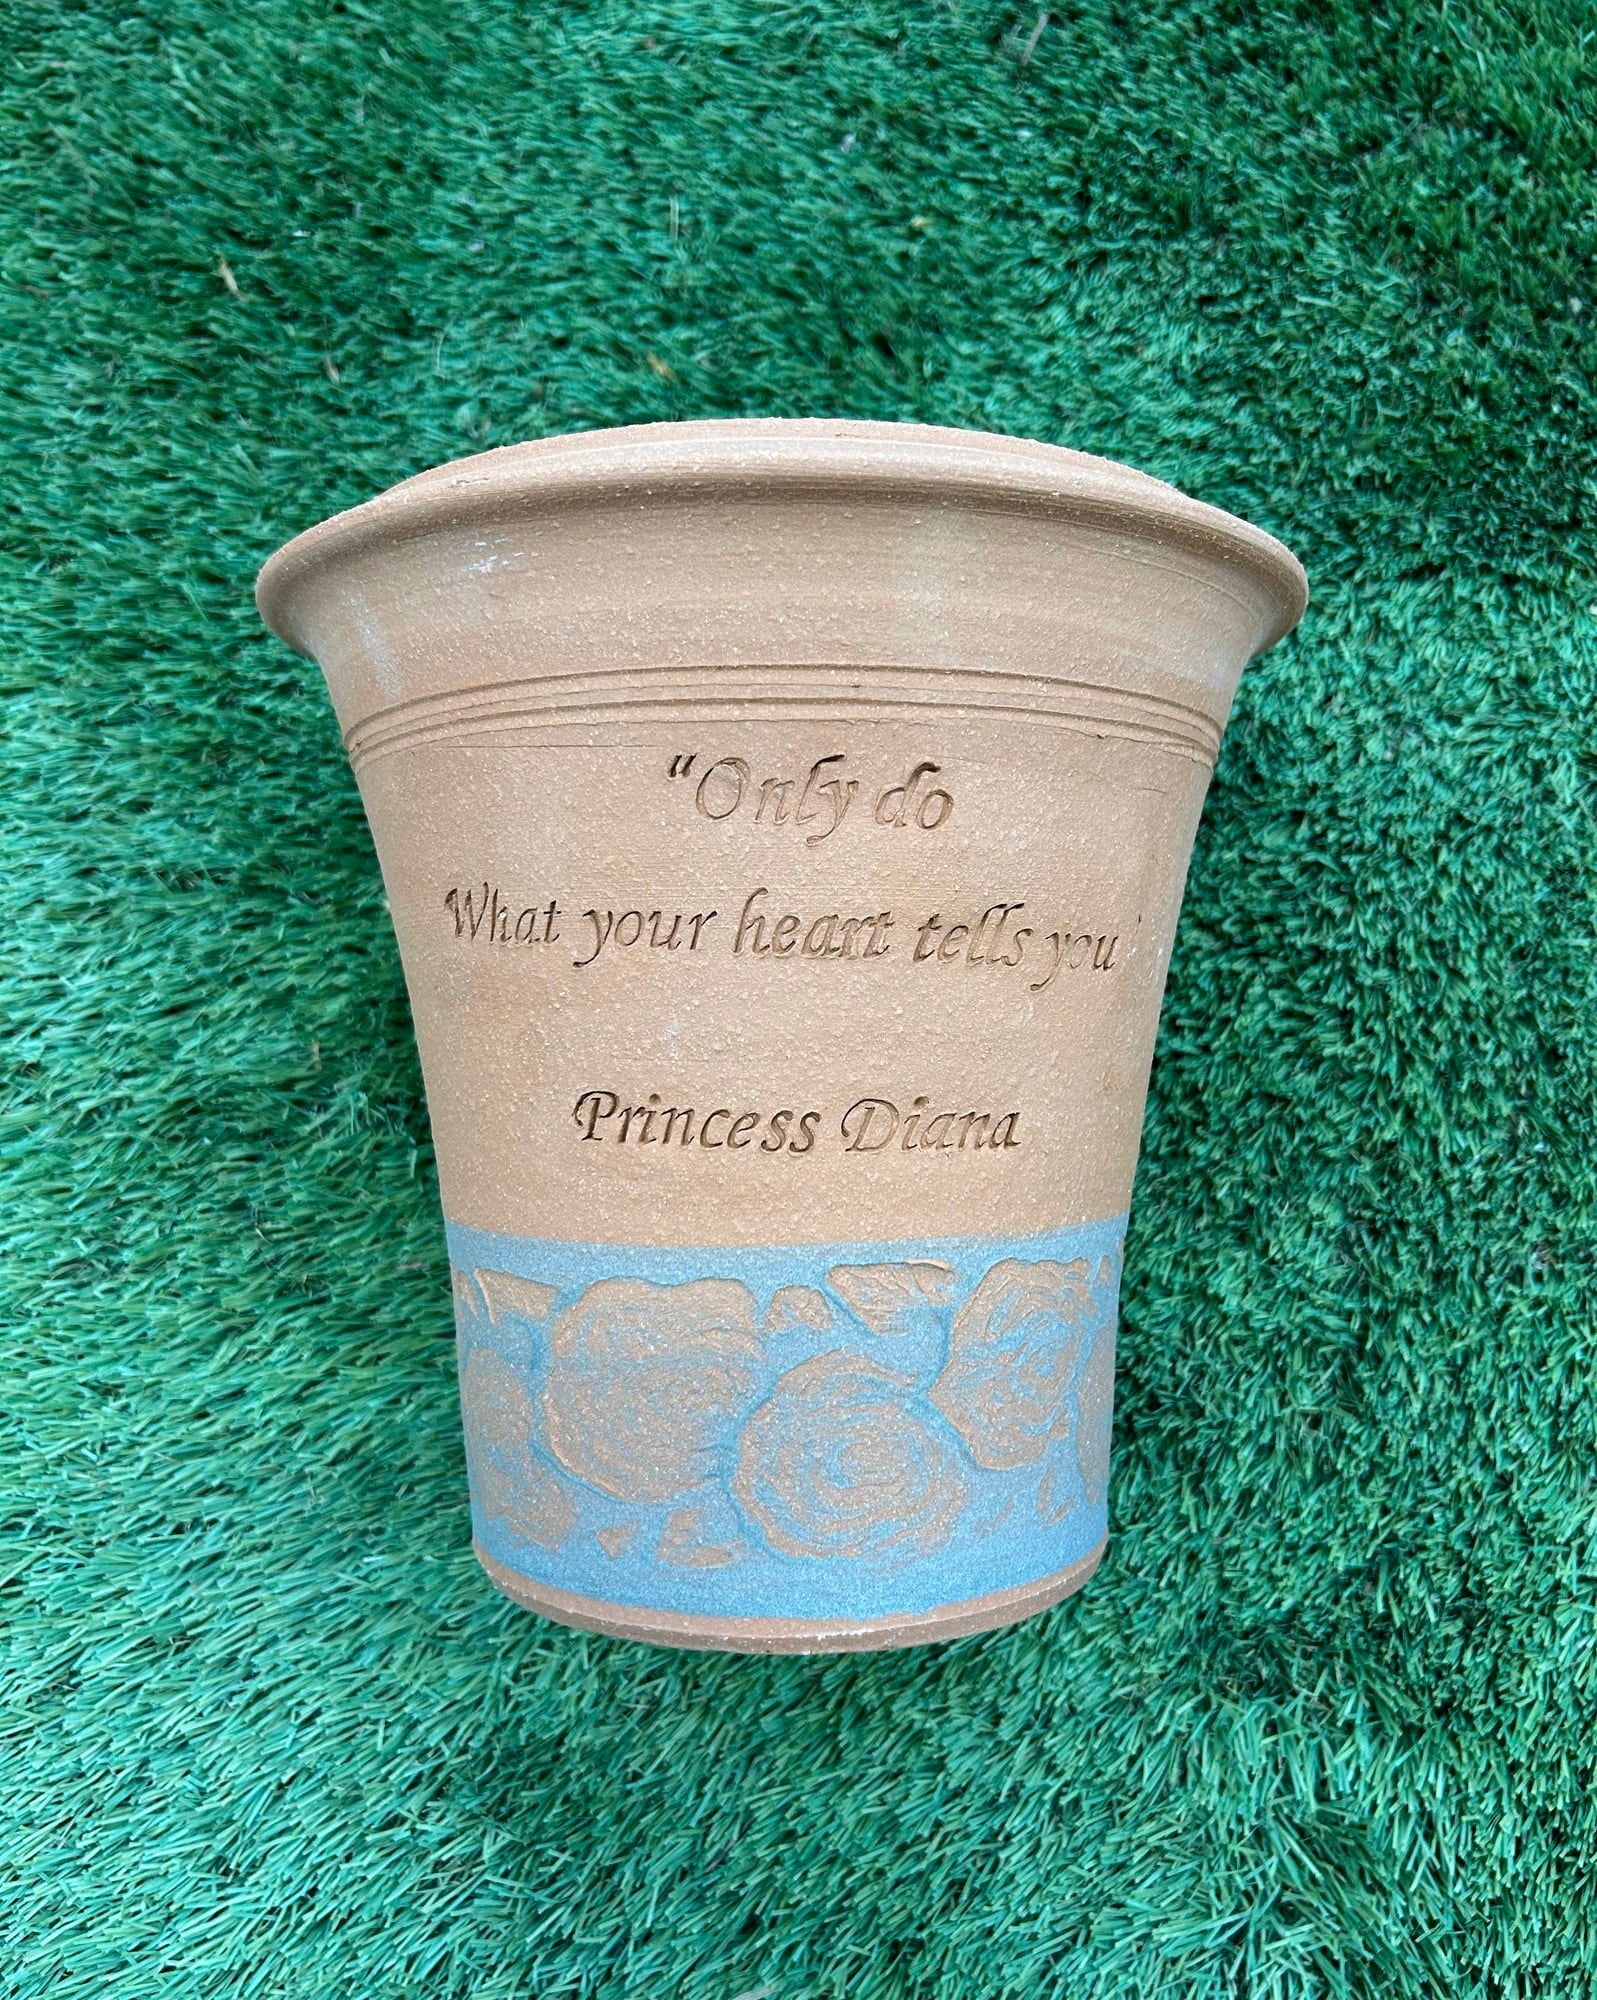 “Only do
What your heart tells you'
Princess Diana